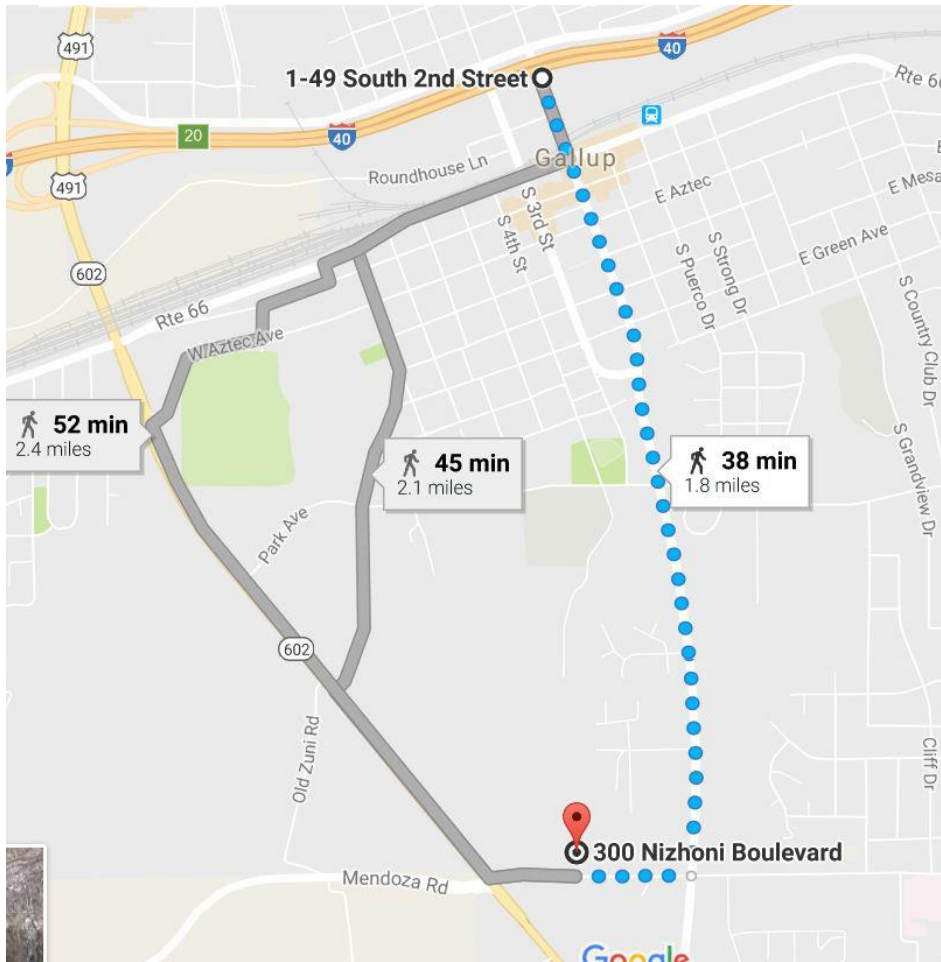 491
40
1-49 South 2nd Street
Rte 66
20
40
Gallup
Roundhouse Ln
E Aztec
E Mesa
491
S 3rd St
S 4th St
E Green Ave
S Strong Dr
S Puerco Dr
602
S Country Club Dr
Rte 66
W Aztec Ave
52 min
2.4 miles
45 min
2.1 miles
38 min
1.8 miles
S Grandview Dr
Park Ave
602
Old Zuni Rd
Cliff Dr
300 Nizhoni Boulevard
Mendoza Rd
Google